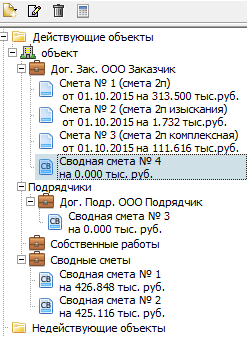 Действующие объекты
объект
Дог. Зак. ООО Заказчик
Смета № 1 (смета 2п)
от 01.10.2015 на 313.500 тыс.руб.
Смета № 2 (смета 2п изыскания)
от 01.10.2015 на 1.732 тыс.руб.
Смета № 3 (смета 2п комплексная)
от 01.10.2015 на 111.616 тыс.руб.
СВ Сводная смета № 4
на 0.000 тыс. руб.
Подрядчики
Дог. Подр. ООО Подрядчик
СВ Сводная смета № 3
на 0.000 тыс. руб.
Собственные работы
Сводные сметы
СВ Сводная смета № 1
на 426.848 тыс. руб.
СВ Сводная смета № 2
на 425.116 тыс. руб.
Недействующие объекты